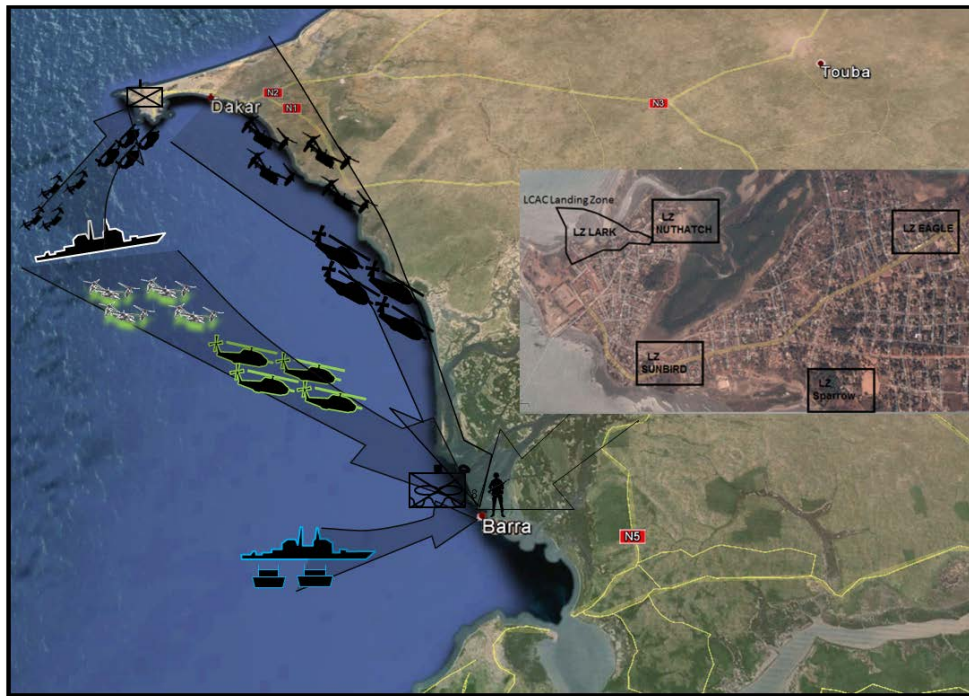 Touba
N2
N3
Dakar
N1
LCAC Landing Zone
LZ
NUTHATCH
LZ LARK
LZ EAGLE
LZ
SUNBIRD
LZ
Sparrow
Barra
N5